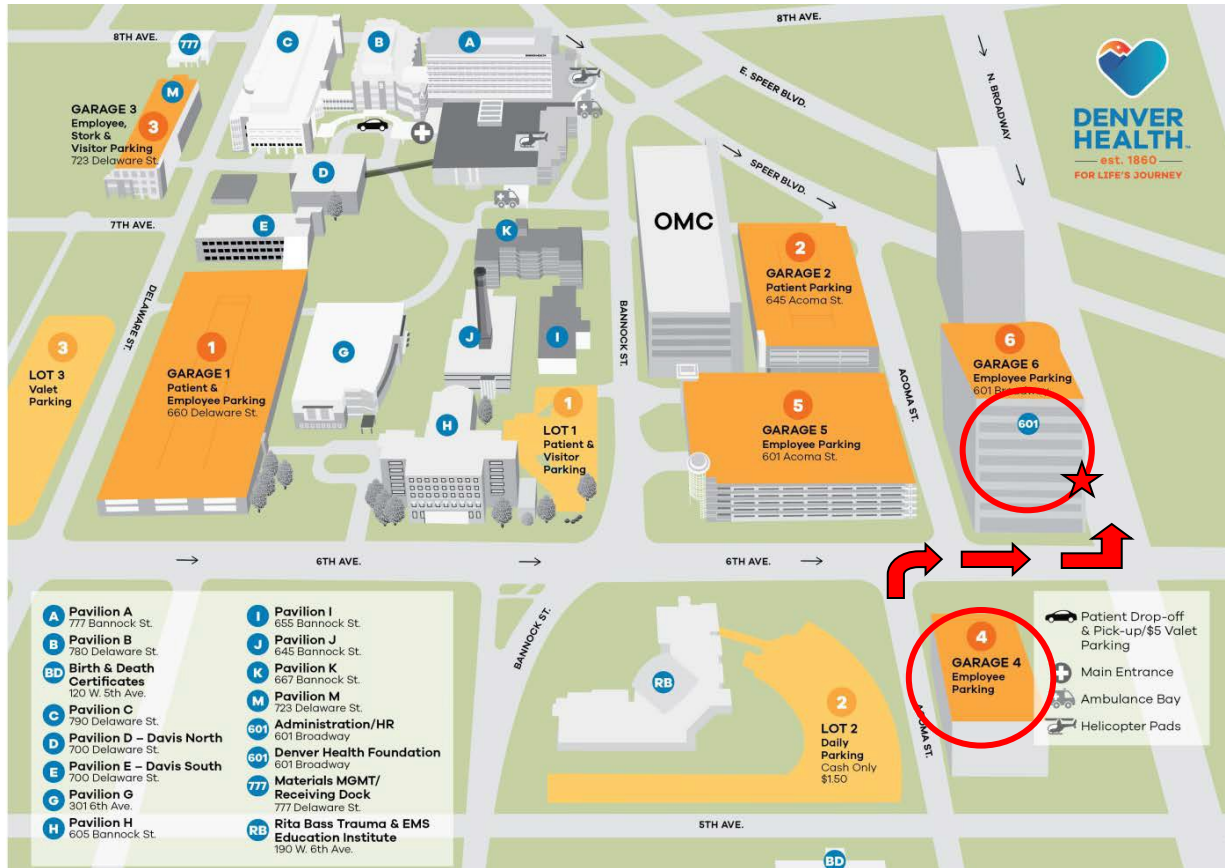 8TH AVE.
8TH AVE.
777
C
B
A
DENVER HEALTH
E. SPEER BLVD.
N. BROADWAY
DENVER
HEALTH™
est. 1860
FOR LIFE'S JOURNEY
M
GARAGE 3
Employee,
Stork &
Visitor Parking
723 Delaware St.
3
D
SPEER BLVD.
7TH AVE.
E
K
OMC
2
GARAGE 2
Patient Parking
645 Acoma St.
DELAWARE ST.
BANNOCK ST.
3
LOT 3
Valet
Parking
1
GARAGE 1
Patient &
Employee Parking
660 Delaware St.
G
J
I
ACOMA ST.
6
GARAGE 6
Employee Parking
601
H
1
LOT 1
Patient &
Visitor
Parking
5
GARAGE 5
Employee Parking
601 Acoma St.
601
6TH AVE.
6TH AVE.
6TH AVE.
A Pavilion A
777 Bannock St.
B Pavilion B
780 Delaware St.
BD Birth & Death
Certificates
120 W. 5th Ave.
C Pavilion C
790 Delaware St.
D Pavilion D – Davis North
700 Delaware St.
E Pavilion E – Davis South
700 Delaware St.
G Pavilion G
301 6th Ave.
H Pavilion H
605 Bannock St.
I Pavilion I
655 Bannock St.
J Pavilion J
645 Bannock St.
K Pavilion K
667 Bannock St.
M Pavilion M
723 Delaware St.
601 Administration/HR
601 Broadway
601 Denver Health Foundation
601 Broadway
777 Materials MGMT/
Receiving Dock
777 Delaware St.
RB Rita Bass Trauma & EMS
Education Institute
190 W. 6th Ave.
BANNOCK ST.
RB
2
LOT 2
Daily
Parking
Cash Only
$1.50
ACOMA ST.
4
GARAGE 4
Employee
Parking
Patient Drop-off
& Pick-up/$5 Valet
Parking
Main Entrance
Ambulance Bay
Helicopter Pads
5TH AVE.
BD